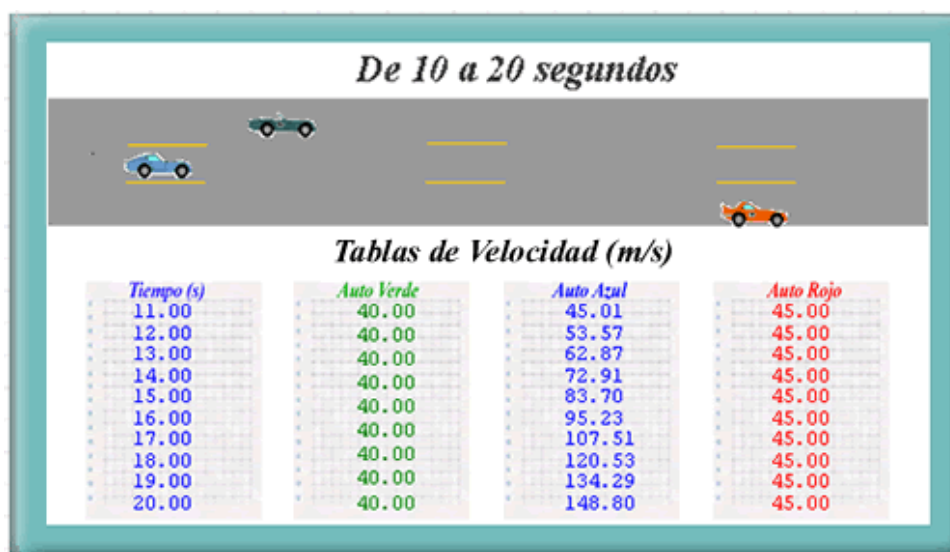 De 10 a 20 segundos
Tablas de Velocidad (m/s)
Tiempo (s) Auto Verde Auto Azul Auto Rojo
11.00 40.00 45.01 45.00
12.00 40.00 53.57 45.00
13.00 40.00 62.87 45.00
14.00 40.00 72.91 45.00
15.00 40.00 83.70 45.00
16.00 40.00 95.23 45.00
17.00 40.00 107.51 45.00
18.00 40.00 120.53 45.00
19.00 40.00 134.29 45.00
20.00 148.80 45.00